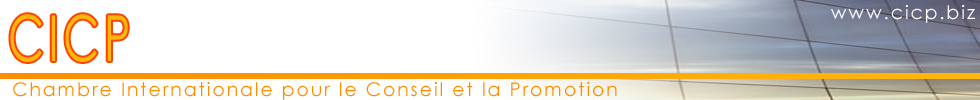 www.cicp.biz
CICP
Chambre Internationale pour le Conseil et la Promotion